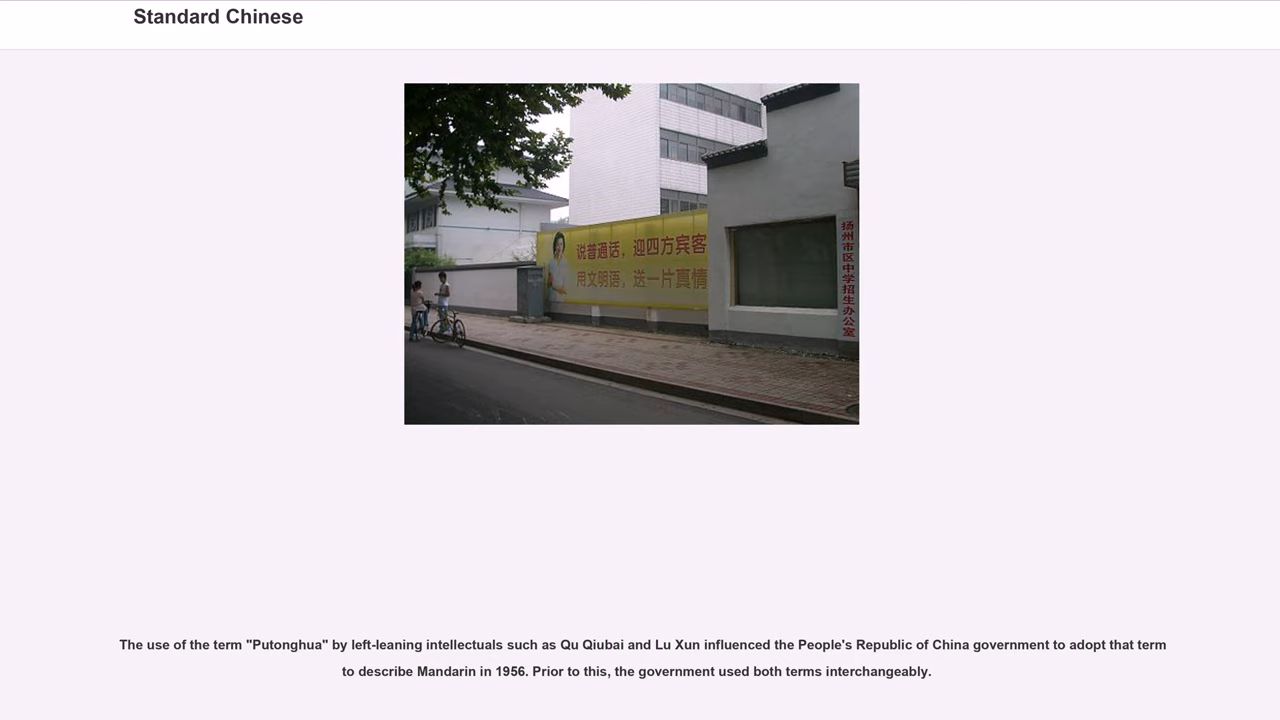 Standard Chinese
说普通话，迎四方宾客
用文明语，送一片真情
扬州市区中学招生办公室
The use of the term "Putonghua" by left-leaning intellectuals such as Qu Qiubai and Lu Xun influenced the People's Republic of China government to adopt that term
to describe Mandarin in 1956. Prior to this, the government used both terms interchangeably.